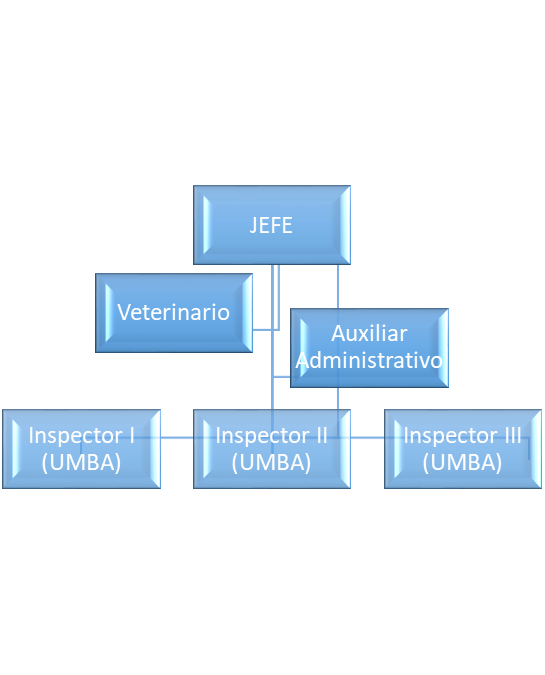 JEFE
Veterinario
Auxiliar
Administrativo
Inspector I
(UMBA)
Inspector II
(UMBA)
Inspector III
(UMBA)